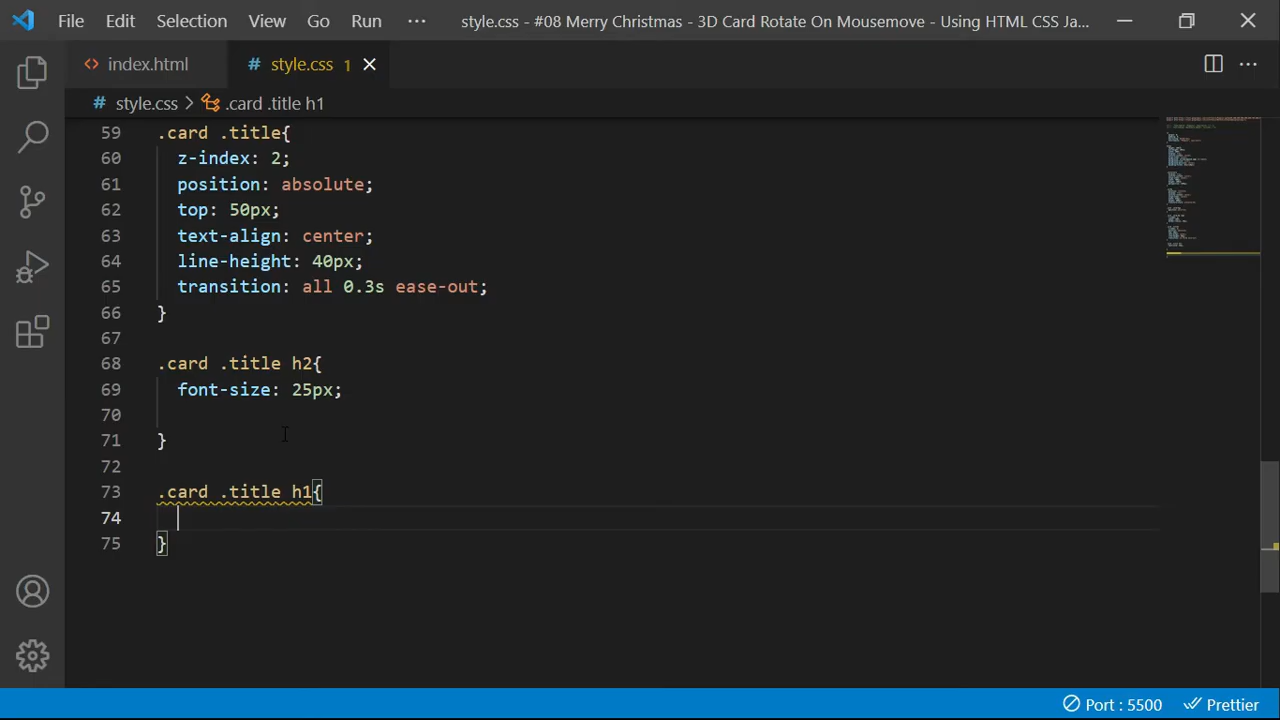 File Edit Selection View Go Run ··· style.css - #08 Merry Christmas - 3D Card Rotate On Mousemove - Using HTML CSS Ja...
<> index.html # style.css 1
# style.css > .card .title h1
59 .card .title{
60 z-index: 2;
61 position: absolute;
62 top: 50px;
63 text-align: center;
64 line-height: 40px;
65 transition: all 0.3s ease-out;
66 }
67
68 .card .title h2{
69 font-size: 25px;
70
71 }
72
73 .card .title h1{
74
75 }
Port : 5500 Prettier